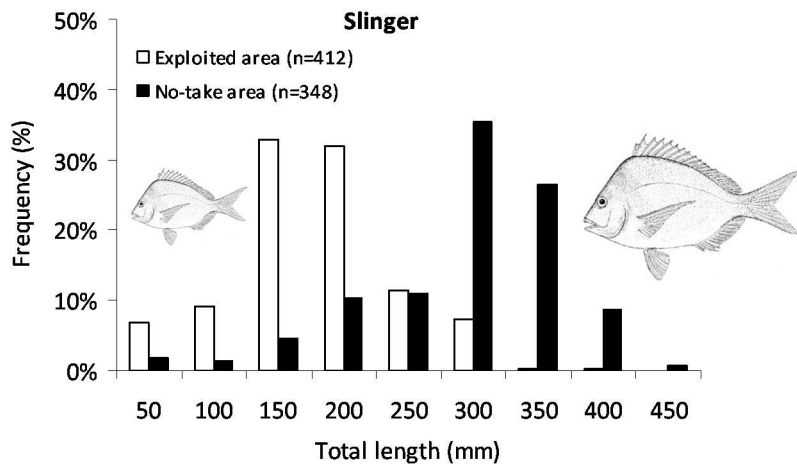 Slinger
Exploited area (n=412)
No-take area (n=348)
Frequency (%)
50%
40%
30%
20%
10%
0%
50 100 150 200 250 300 350 400 450
Total length (mm)